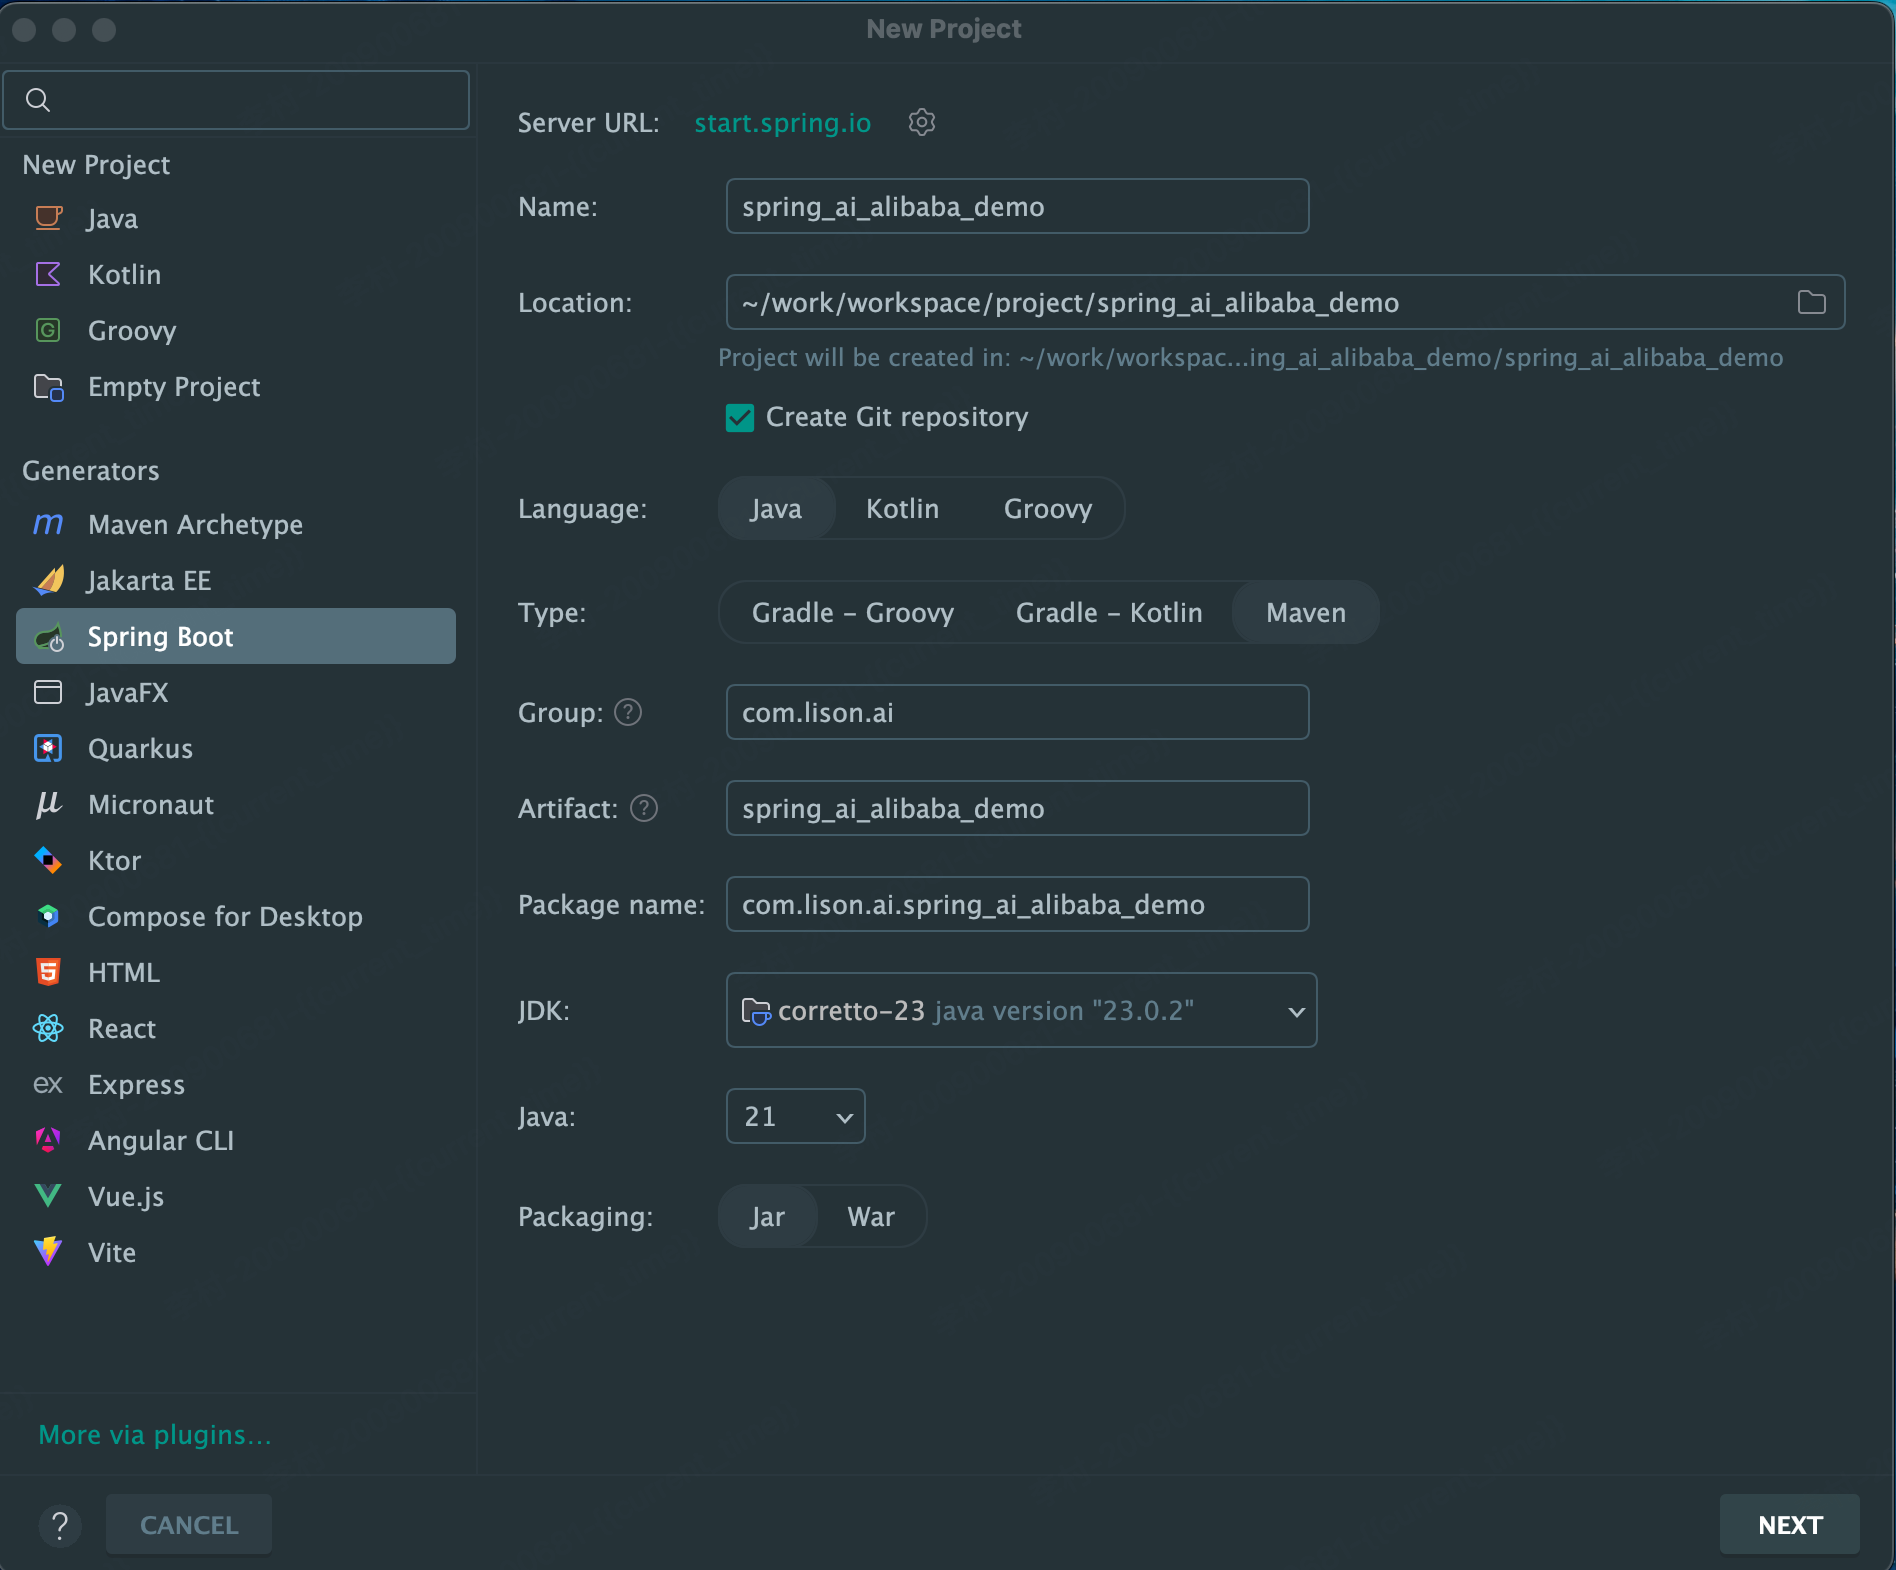 New Project
New Project
Java
Kotlin
Groovy
Empty Project
Generators
Maven Archetype
Jakarta EE
Spring Boot
JavaFX
Quarkus
Micronaut
Ktor
Compose for Desktop
HTML
React
Express
Angular CLI
Vue.js
Vite
More via plugins...
Server URL: start.spring.io
Name: spring_ai_alibaba_demo
Location: ~/work/workspace/project/spring_ai_alibaba_demo
Project will be created in: ~/work/workspac...ing_ai_alibaba_demo/spring_ai_alibaba_demo
Create Git repository
Language: Java Kotlin Groovy
Type: Gradle – Groovy Gradle – Kotlin Maven
Group: ? com.lison.ai
Artifact: ? spring_ai_alibaba_demo
Package name: com.lison.ai.spring_ai_alibaba_demo
JDK: corretto-23 java version "23.0.2"
Java: 21
Packaging: Jar War
? CANCEL NEXT